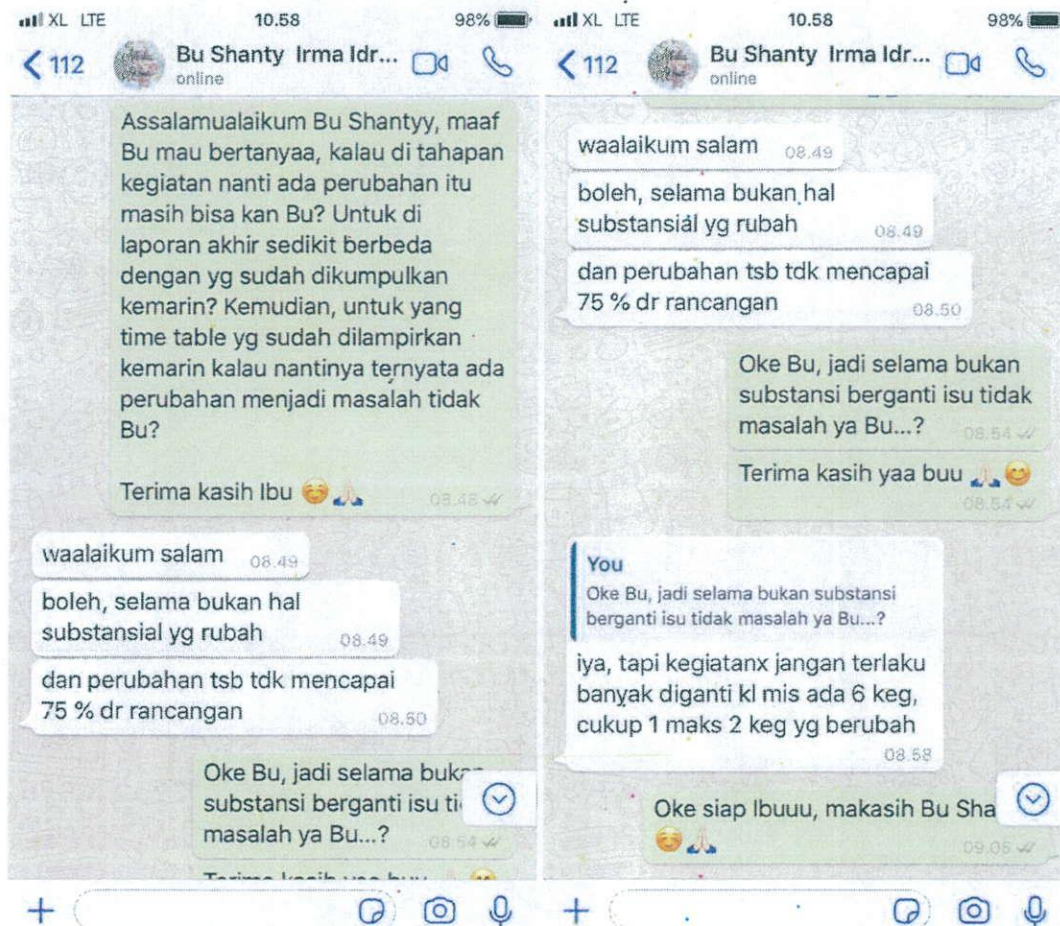 XL LTE 10.58 98%
112 Bu Shanty Irma Idr...
online
Assalamualaikum Bu Shantyy, maaf
Bu mau bertanyaa, kalau di tahapan
kegiatan nanti ada perubahan itu
masih bisa kan Bu? Untuk di
laporan akhir sedikit berbeda
dengan yg sudah dikumpulkan
kemarin? Kemudian, untuk yang
time table yg sudah dilampirkan
kemarin kalau nantinya ternyata ada
perubahan menjadi masalah tidak
Bu?
Terima kasih Ibu 😊🙏 08.48
waalaikum salam 08.49
boleh, selama bukan hal
substansial yg rubah 08.49
dan perubahan tsb tdk mencapai
75 % dr rancangan 08.50
Oke Bu, jadi selama bukan
substansi berganti isu ti
masalah ya Bu...? 08.54
Terima kasih yaa buu
XL LTE 10.58 98%
112 Bu Shanty Irma Idr...
online
waalaikum salam 08.49
boleh, selama bukan hal
substansial yg rubah 08.49
dan perubahan tsb tdk mencapai
75 % dr rancangan 08.50
Oke Bu, jadi selama bukan
substansi berganti isu tidak
masalah ya Bu...? 08.54
Terima kasih yaa buu 🙏😊
08.54
You
Oke Bu, jadi selama bukan substansi
berganti isu tidak masalah ya Bu...?
iya, tapi kegiatanx jangan terlaku
banyak diganti kl mis ada 6 keg,
cukup 1 maks 2 keg yg berubah
08.58
Oke siap Ibuuu, makasih Bu Sha
😊🙏 09.05